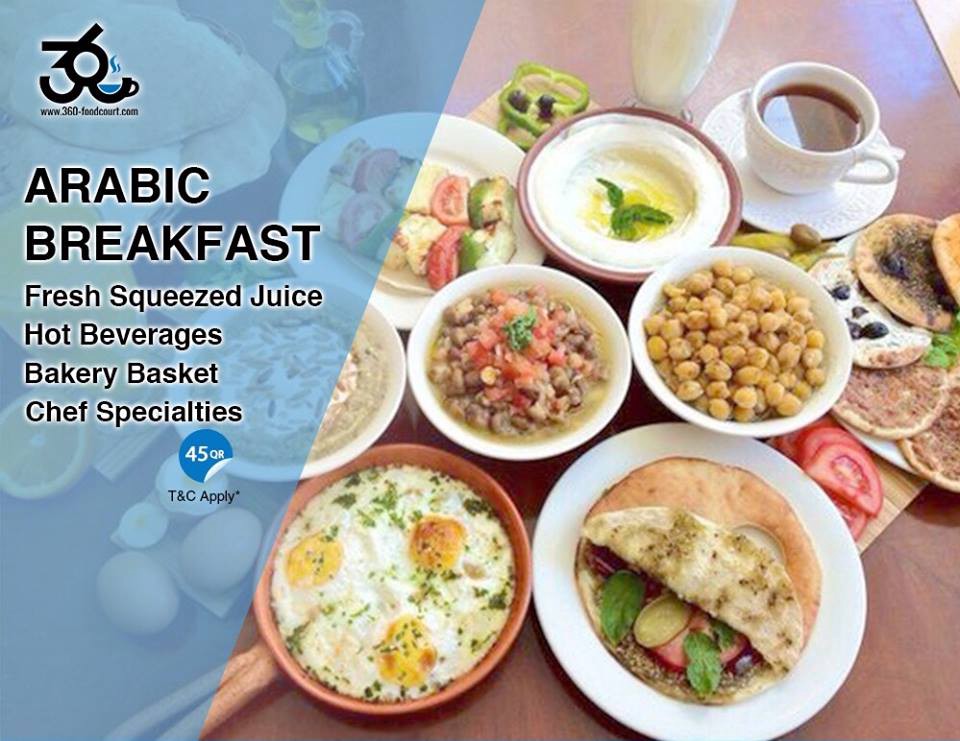 360
www.360-foodcourt.com
ARABIC
BREAKFAST
Fresh Squeezed Juice
Hot Beverages
Bakery Basket
Chef Specialties
45QR
T&C Apply*